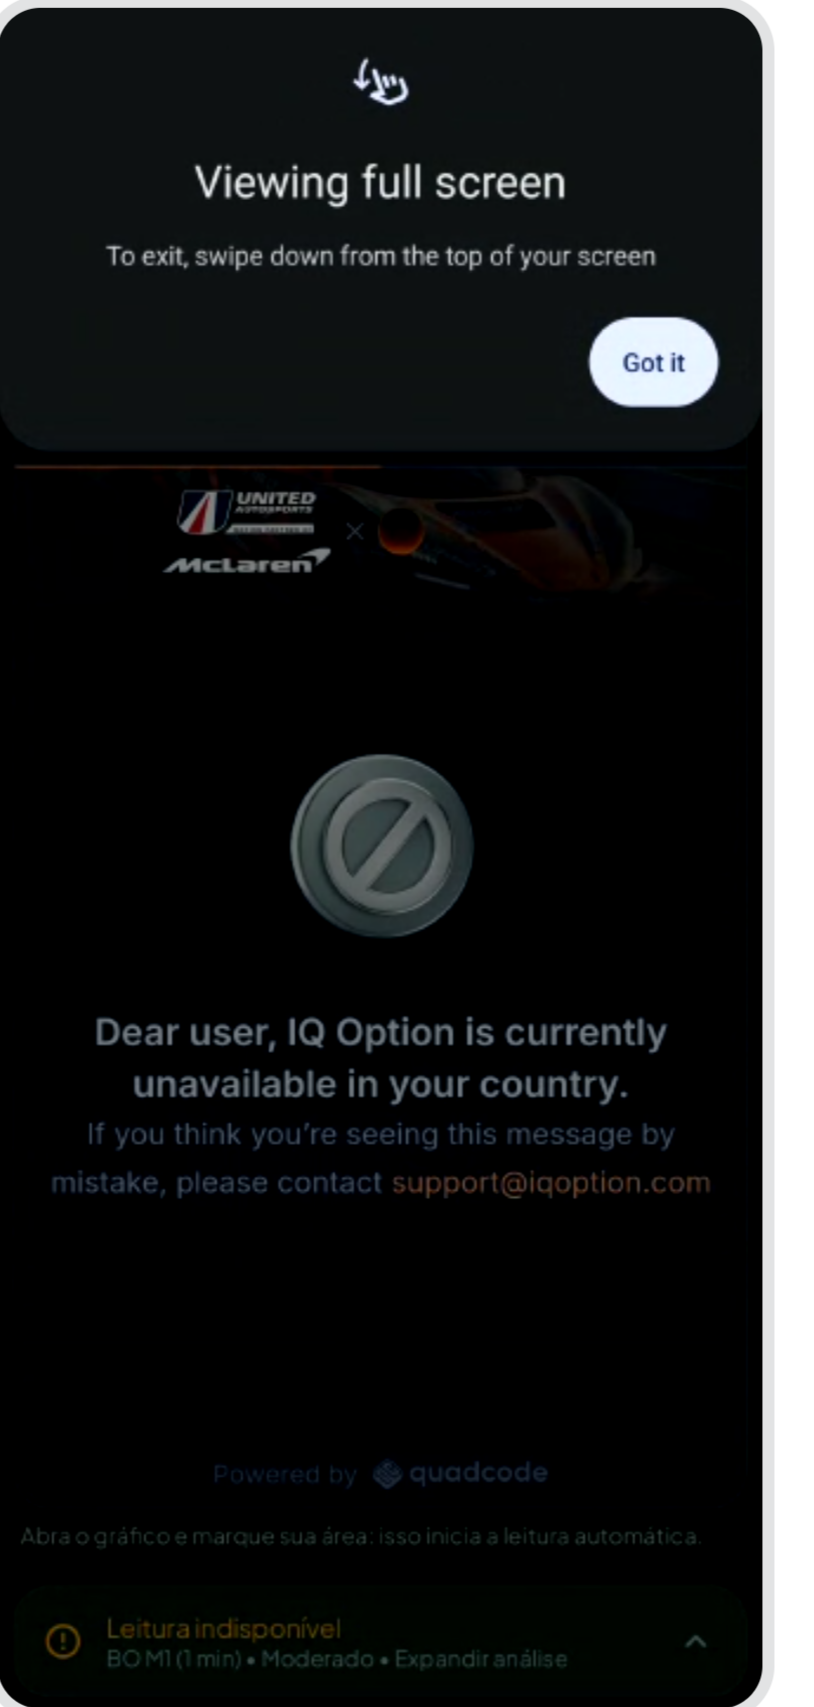 Viewing full screen
To exit, swipe down from the top of your screen
Got it
UNITED
AUTOSPORTS
McLaren
Dear user, IQ Option is currently
unavailable in your country.
If you think you're seeing this message by
mistake, please contact support@iqoption.com
Powered by quadcode
Abra o gráfico e marque sua área: isso inicia a leitura automática.
Leitura indisponível
BO M1 (1 min) • Moderado • Expandir análise